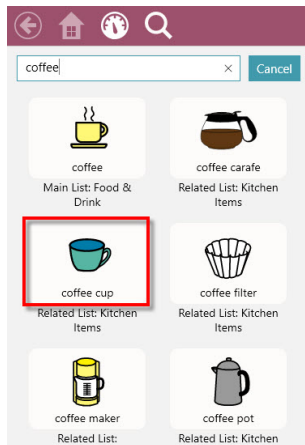 coffee × Cancel
coffee
Main List: Food &
Drink
coffee carafe
Related List: Kitchen
Items
coffee cup
Related List: Kitchen
Items
coffee filter
Related List: Kitchen
Items
coffee maker
Related List:
coffee pot
Related List: Kitchen